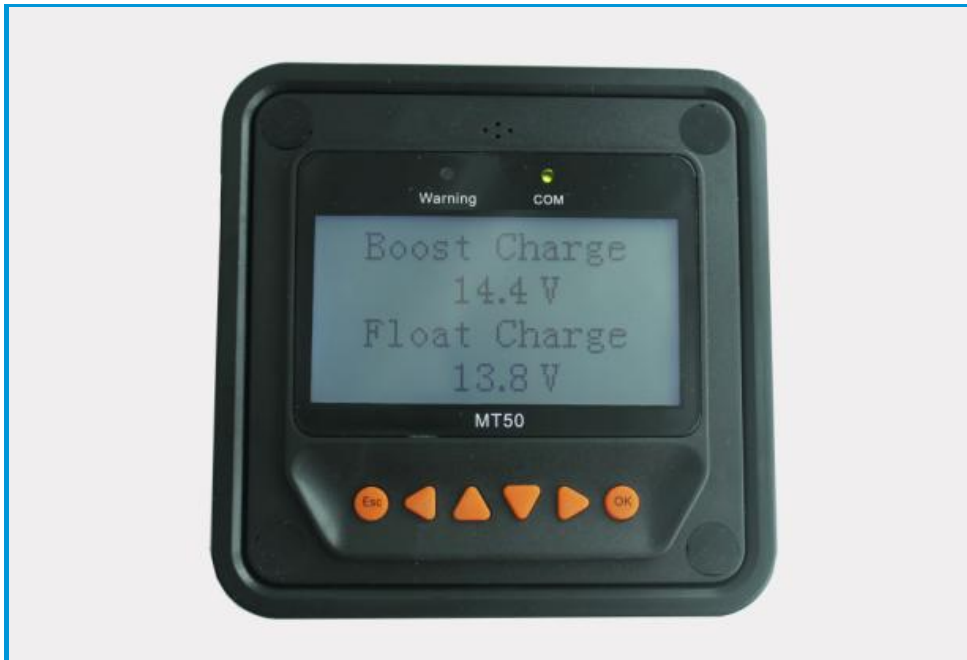 Warning COM
Boost Charge
14.4 V
Float Charge
13.8 V
MT50
Esc OK